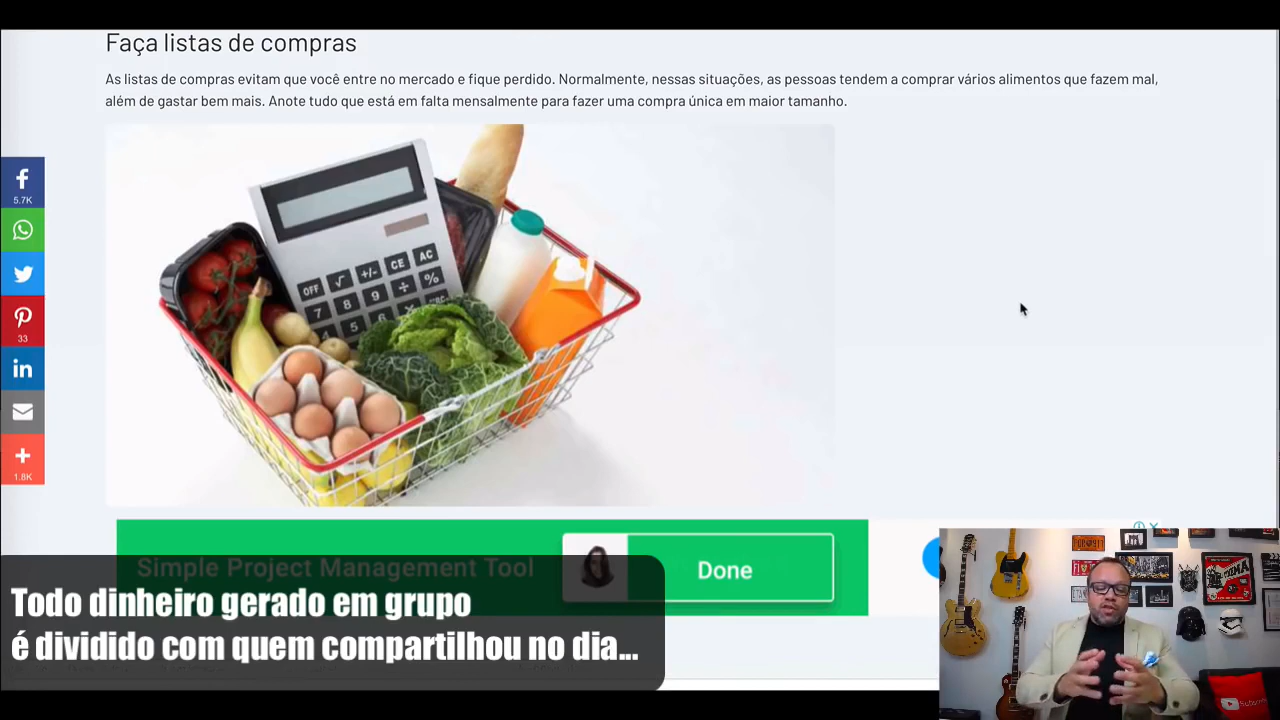 Faça listas de compras
As listas de compras evitam que você entre no mercado e fique perdido. Normalmente, nessas situações, as pessoas tendem a comprar vários alimentos que fazem mal,
além de gastar bem mais. Anote tudo que está em falta mensalmente para fazer uma compra única em maior tamanho.
5.7K
33
in
1.8K
OFF √ +/- CE AC
7 8 9 ÷ %
4 5 6 ×
Simple Project Management Tool
Done
Todo dinheiro gerado em grupo
é dividido com quem compartilhou no dia...